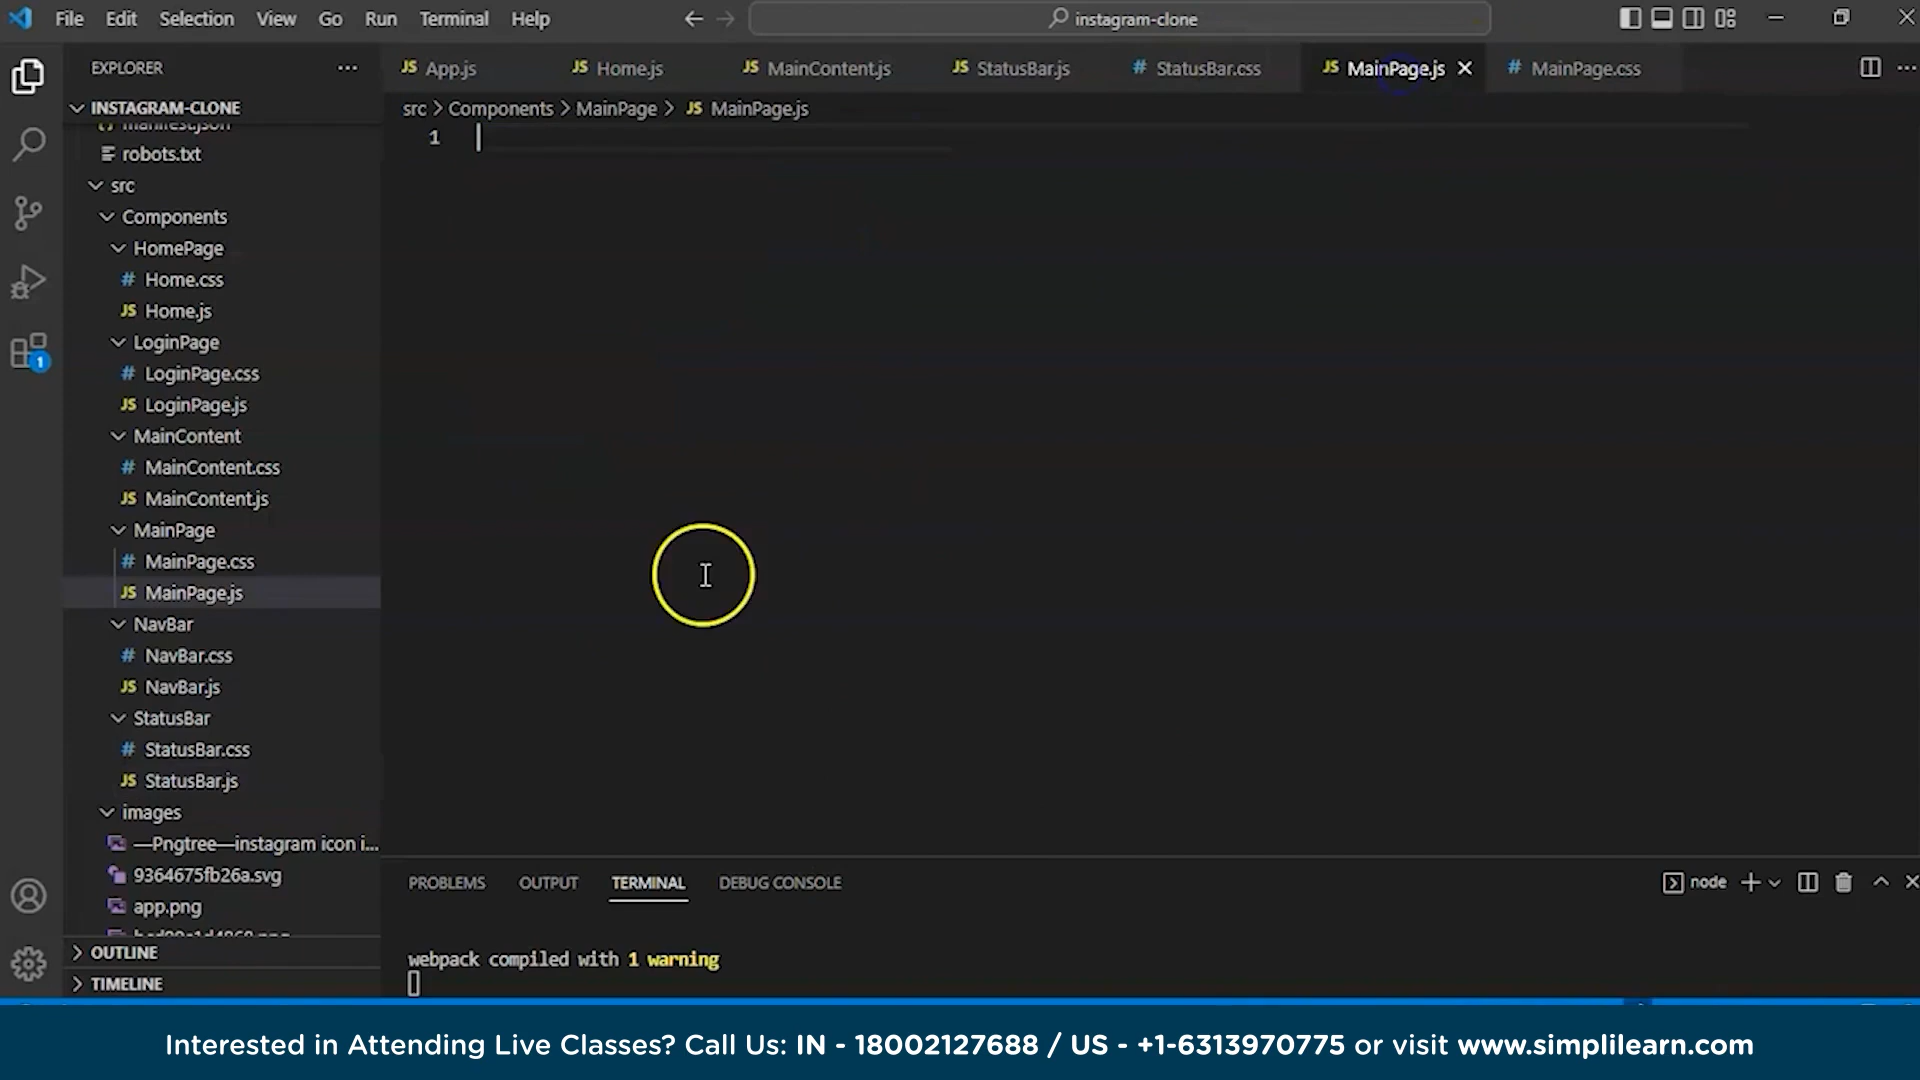 File Edit Selection View Go Run Terminal Help instagram-clone
EXPLORER
App.js Home.js MainContent.js StatusBar.js StatusBar.css MainPage.js MainPage.css
INSTAGRAM-CLONE
src > Components > MainPage > JS MainPage.js
manifest.json
1
robots.txt
src
Components
HomePage
# Home.css
JS Home.js
LoginPage
# LoginPage.css
JS LoginPage.js
MainContent
# MainContent.css
JS MainContent.js
MainPage
# MainPage.css
JS MainPage.js
NavBar
# NavBar.css
JS NavBar.js
StatusBar
# StatusBar.css
JS StatusBar.js
images
—Pngtree—instagram icon i...
9364675fb26a.svg
app.png
OUTLINE
TIMELINE
PROBLEMS OUTPUT TERMINAL DEBUG CONSOLE node
webpack compiled with 1 warning
Interested in Attending Live Classes? Call Us: IN - 18002127688 / US - +1-6313970775 or visit www.simplilearn.com